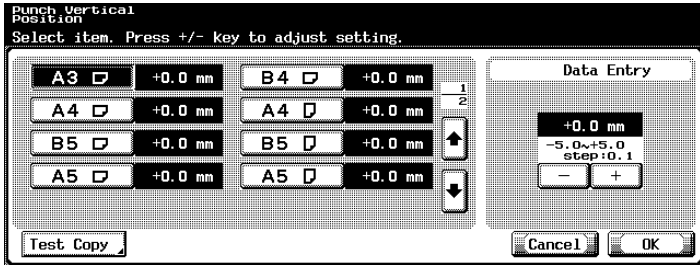 Punch Vertical
Position
Select item. Press +/- key to adjust setting.
A3 +0.0 mm B4 +0.0 mm
A4 +0.0 mm A4 +0.0 mm
B5 +0.0 mm B5 +0.0 mm
A5 +0.0 mm A5 +0.0 mm
1
2
Data Entry
+0.0 mm
-5.0~+5.0
step:0.1
- +
Test Copy
Cancel OK